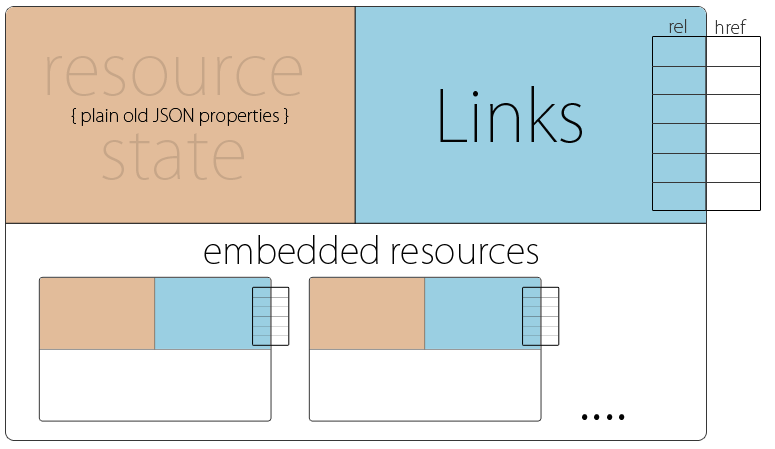 resource
{ plain old JSON properties }
state
Links
rel href
embedded resources
....